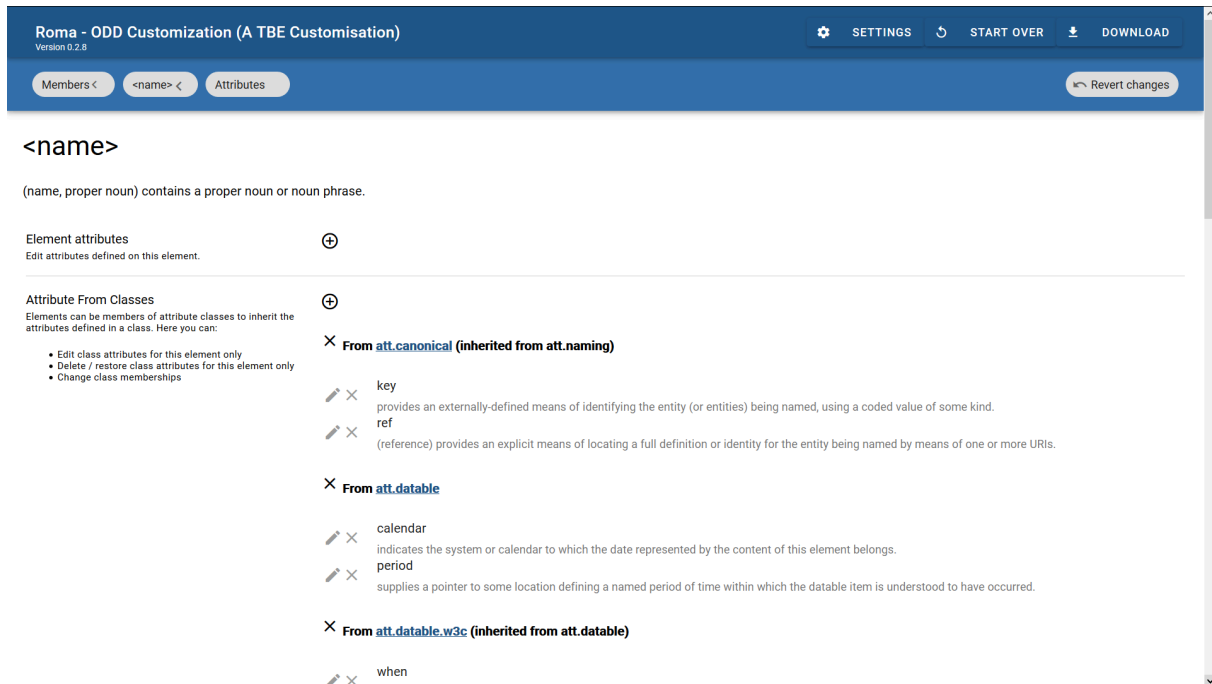 Roma - ODD Customization (A TBE Customisation)
Version 0.2.8
SETTINGS
START OVER
DOWNLOAD
Members <
<name> <
Attributes
Revert changes
<name>
(name, proper noun) contains a proper noun or noun phrase.
Element attributes
Edit attributes defined on this element.
Attribute From Classes
Elements can be members of attribute classes to inherit the
attributes defined in a class. Here you can:
• Edit class attributes for this element only
• Delete / restore class attributes for this element only
• Change class memberships
From att.canonical (inherited from att.naming)
key
provides an externally-defined means of identifying the entity (or entities) being named, using a coded value of some kind.
ref
(reference) provides an explicit means of locating a full definition or identity for the entity being named by means of one or more URIs.
From att.datable
calendar
indicates the system or calendar to which the date represented by the content of this element belongs.
period
supplies a pointer to some location defining a named period of time within which the datable item is understood to have occurred.
From att.datable.w3c (inherited from att.datable)
when